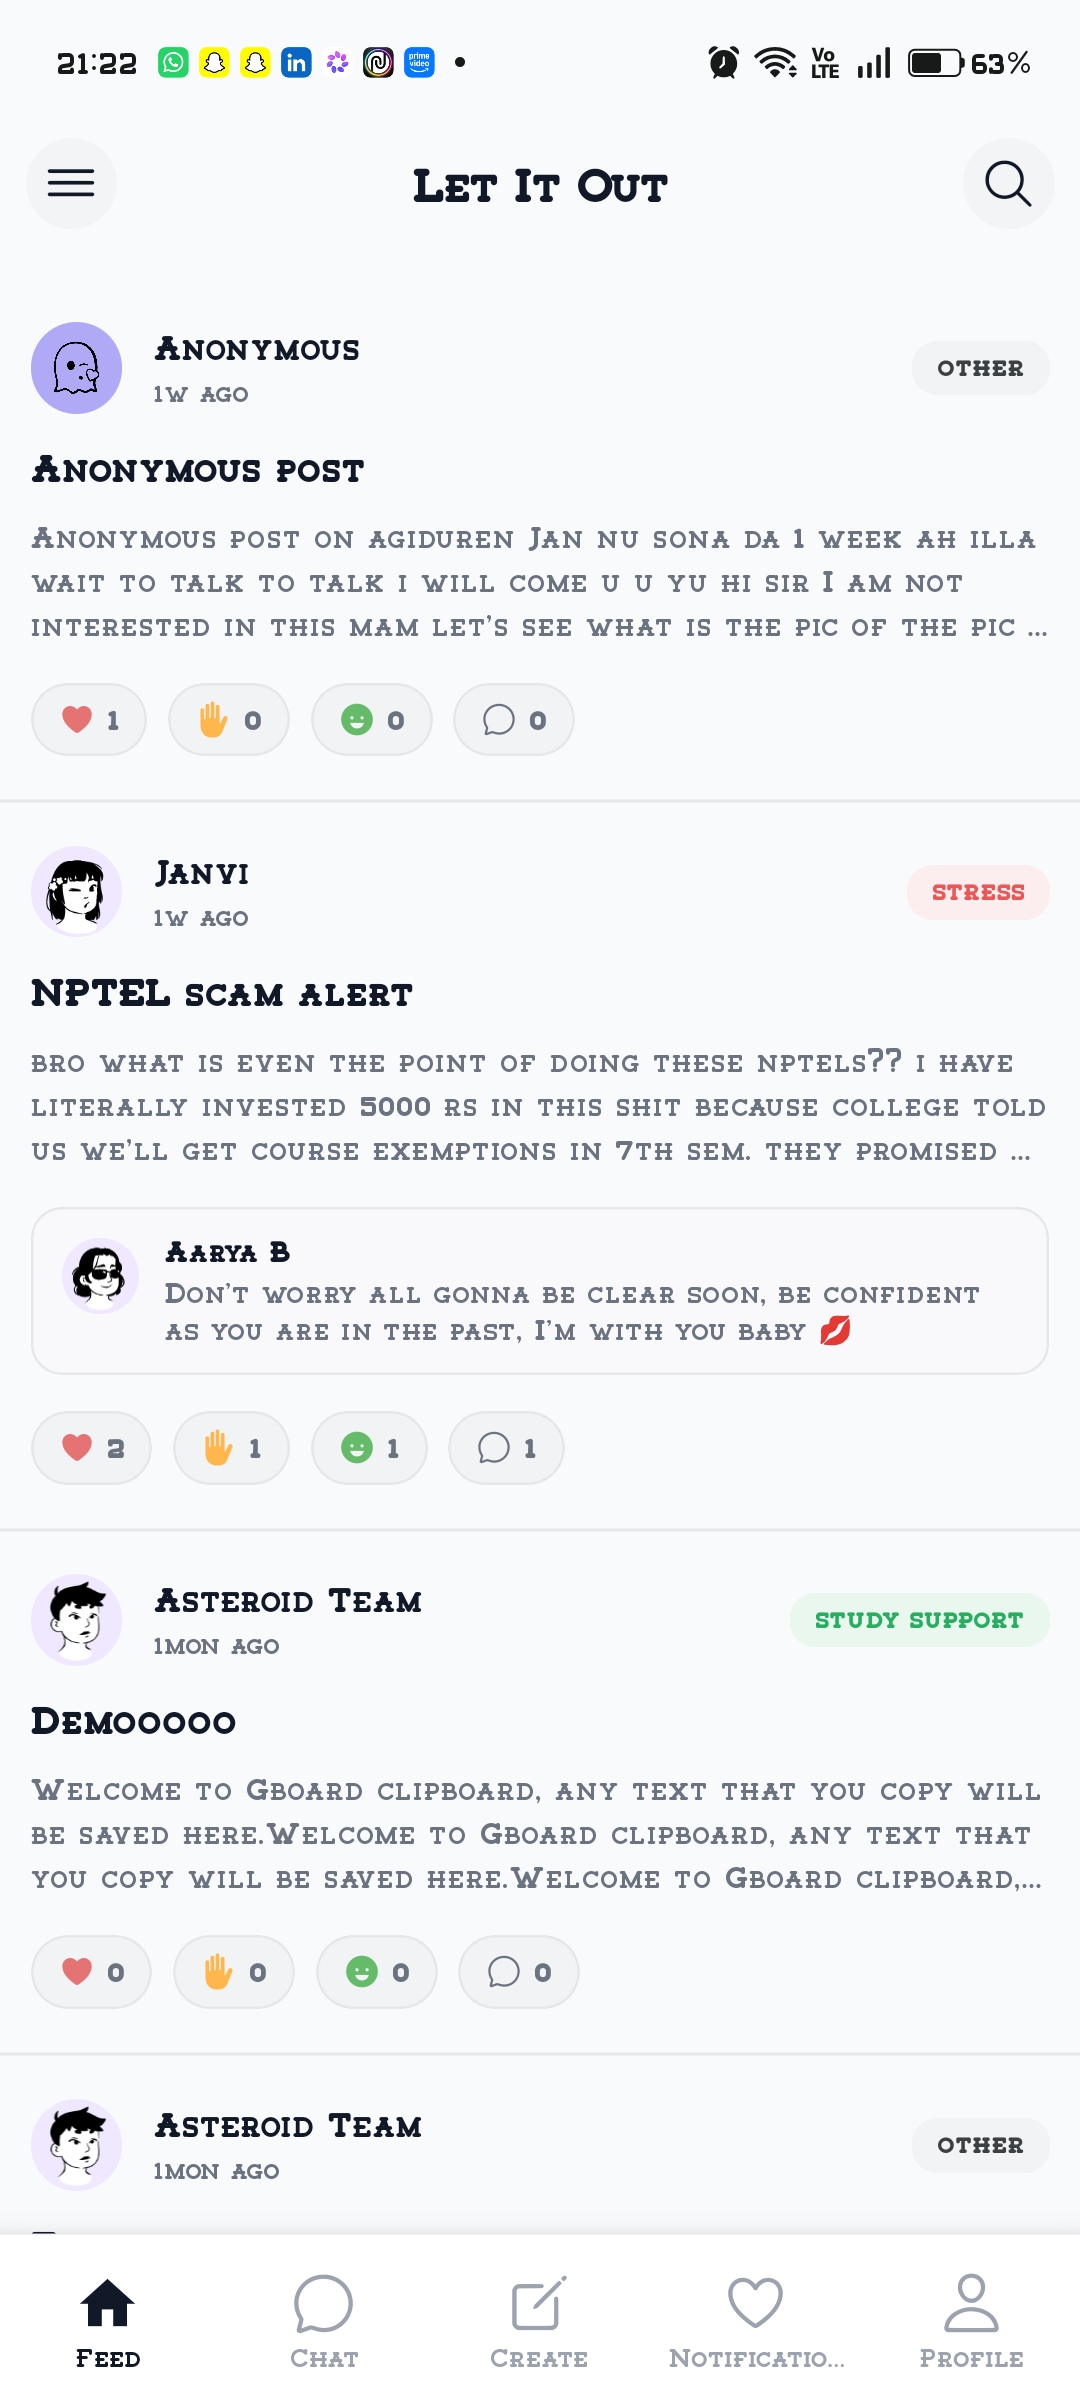 21:22
in
prime video
Vo LTE
63%
Let It Out
Anonymous
1w ago
other
Anonymous post
Anonymous post on agiduren Jan nu sona da 1 week ah illa
wait to talk to talk i will come u u yu hi sir I am not
interested in this mam let's see what is the pic of the pic ...
1 0 0 0
Janvi
1w ago
stress
NPTEL scam alert
bro what is even the point of doing these nptels?? i have
literally invested 5000 rs in this shit because college told
us we'll get course exemptions in 7th sem. they promised ...
Aarya B
Don't worry all gonna be clear soon, be confident
as you are in the past, I'm with you baby 💋
2 1 1 1
Asteroid Team
1mon ago
study support
Demooooo
Welcome to Gboard clipboard, any text that you copy will
be saved here.Welcome to Gboard clipboard, any text that
you copy will be saved here.Welcome to Gboard clipboard,...
0 0 0 0
Asteroid Team
1mon ago
other
Feed
Chat
Create
Notificatio...
Profile